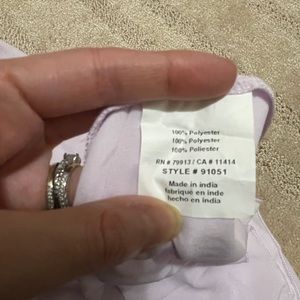 100% Polyester
100% Polyester
100% Poliester
RN # 79913 / CA # 11414
STYLE # 91051
Made in india
fabriqué en inde
hecho en india